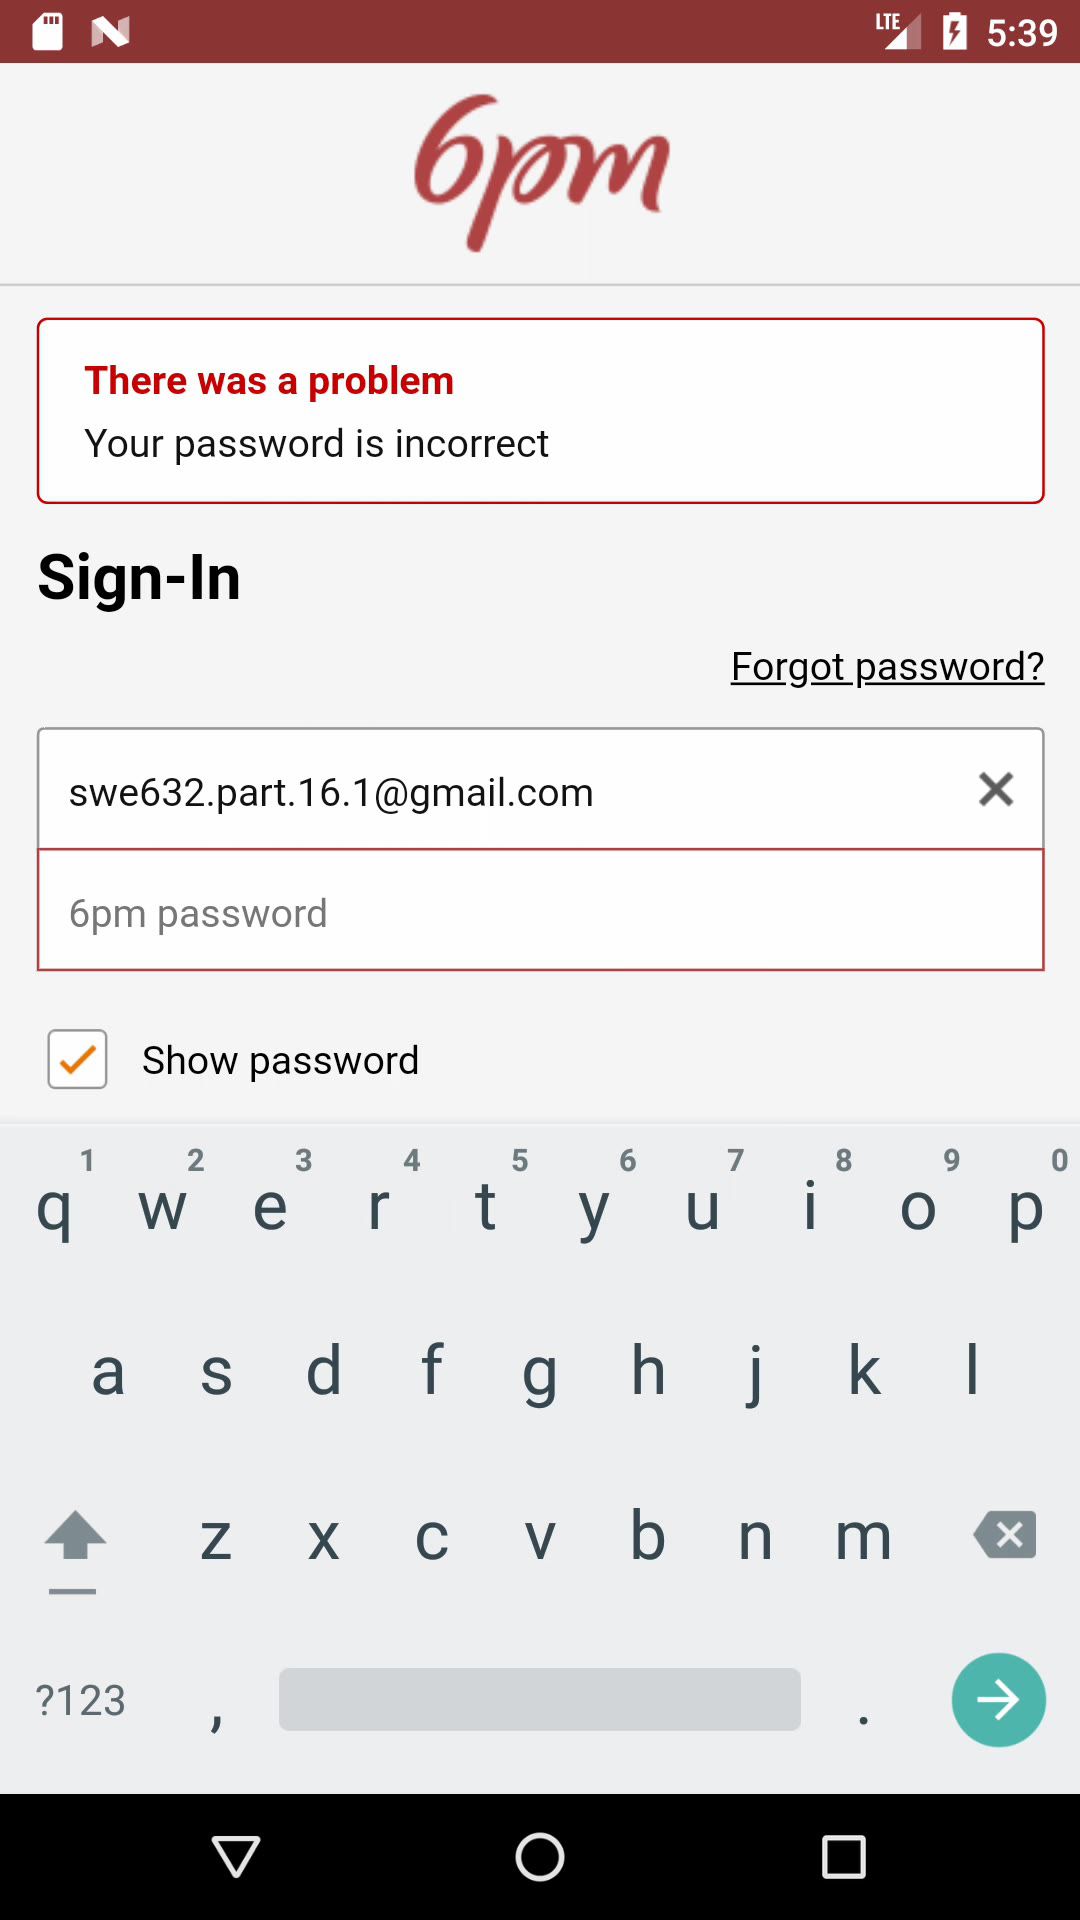 LTE 5:39
6pm
There was a problem
Your password is incorrect
Sign-In
Forgot password?
swe632.part.16.1@gmail.com
6pm password
Show password
1 2 3 4 5 6 7 8 9 0
q w e r t y u i o p
a s d f g h j k l
z x c v b n m
?123 , .